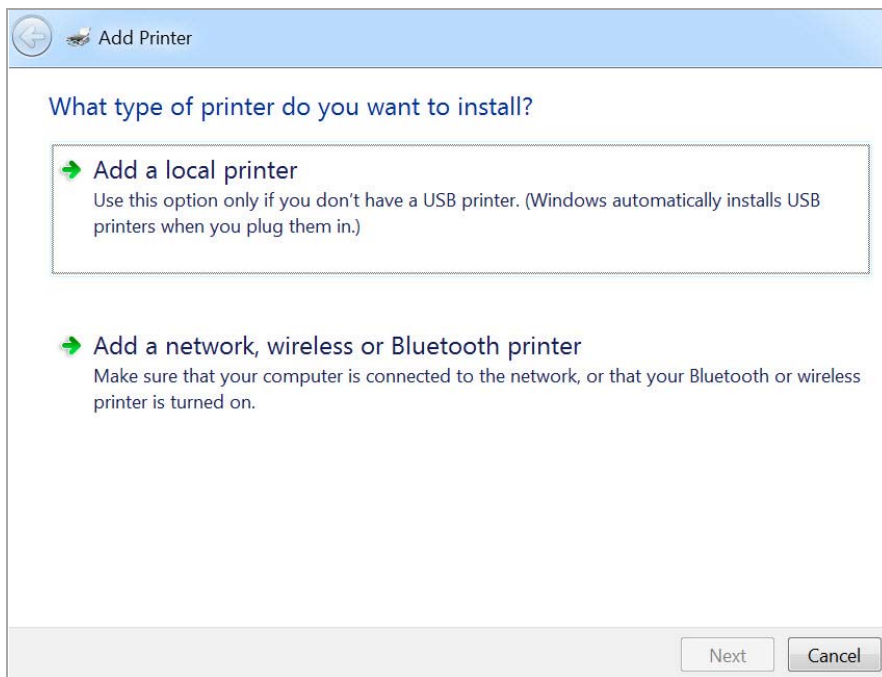 Add Printer
What type of printer do you want to install?
Add a local printer
Use this option only if you don't have a USB printer. (Windows automatically installs USB
printers when you plug them in.)
Add a network, wireless or Bluetooth printer
Make sure that your computer is connected to the network, or that your Bluetooth or wireless
printer is turned on.
Next
Cancel